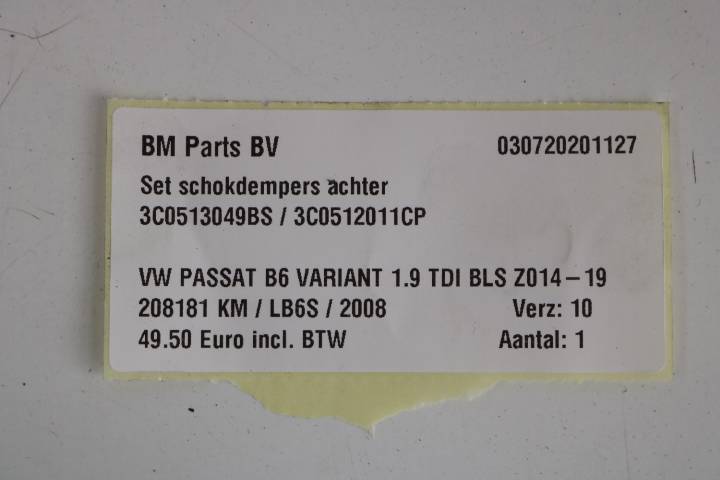 BM Parts BV 030720201127
Set schokdempers achter
3C0513049BS / 3C0512011CP
VW PASSAT B6 VARIANT 1.9 TDI BLS Z014-19
208181 KM / LB6S / 2008 Verz: 10
49.50 Euro incl. BTW Aantal: 1